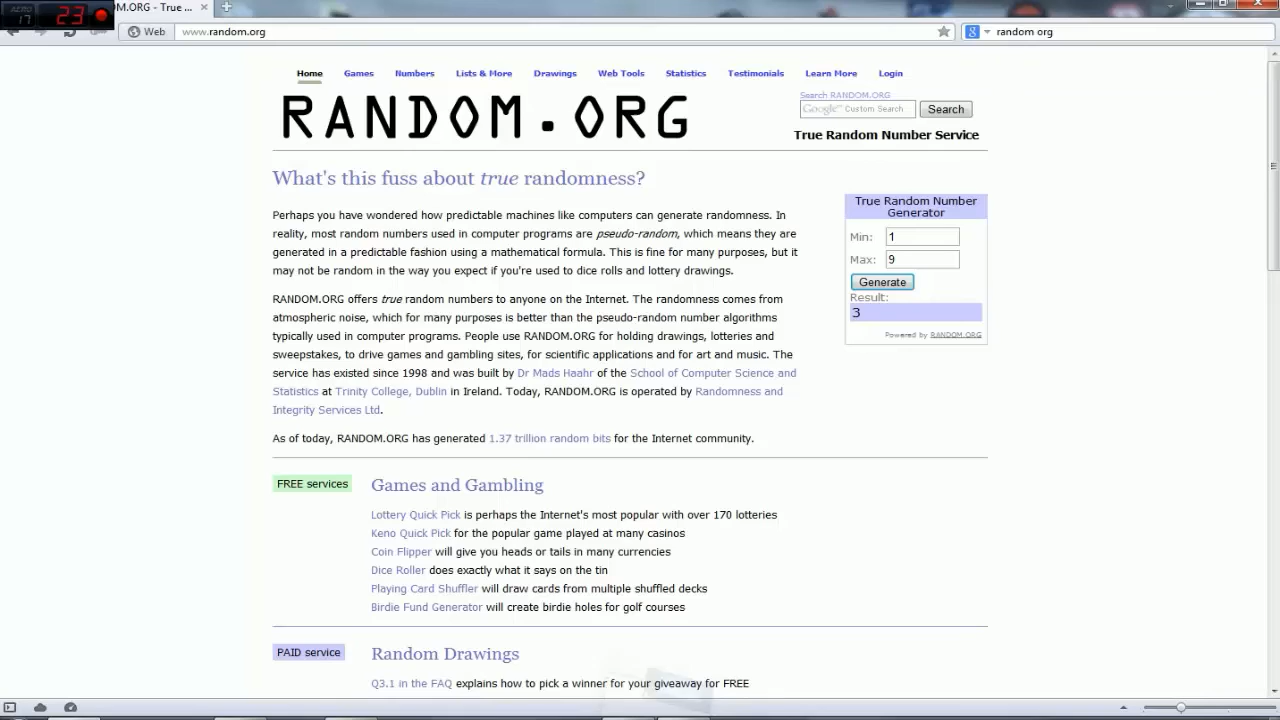 AERO
17
23
OM.ORG - True ...
Web
www.random.org
random org
Home
Games
Numbers
Lists & More
Drawings
Web Tools
Statistics
Testimonials
Learn More
Login
RANDOM.ORG
Search RANDOM.ORG
Google™ Custom Search
Search
True Random Number Service
What's this fuss about true randomness?
Perhaps you have wondered how predictable machines like computers can generate randomness. In
reality, most random numbers used in computer programs are pseudo-random, which means they are
generated in a predictable fashion using a mathematical formula. This is fine for many purposes, but it
may not be random in the way you expect if you're used to dice rolls and lottery drawings.
RANDOM.ORG offers true random numbers to anyone on the Internet. The randomness comes from
atmospheric noise, which for many purposes is better than the pseudo-random number algorithms
typically used in computer programs. People use RANDOM.ORG for holding drawings, lotteries and
sweepstakes, to drive games and gambling sites, for scientific applications and for art and music. The
service has existed since 1998 and was built by Dr Mads Haahr of the School of Computer Science and
Statistics at Trinity College, Dublin in Ireland. Today, RANDOM.ORG is operated by Randomness and
Integrity Services Ltd.
As of today, RANDOM.ORG has generated 1.37 trillion random bits for the Internet community.
True Random Number
Generator
Min: 1
Max: 9
Generate
Result:
3
Powered by RANDOM.ORG
FREE services
Games and Gambling
Lottery Quick Pick is perhaps the Internet's most popular with over 170 lotteries
Keno Quick Pick for the popular game played at many casinos
Coin Flipper will give you heads or tails in many currencies
Dice Roller does exactly what it says on the tin
Playing Card Shuffler will draw cards from multiple shuffled decks
Birdie Fund Generator will create birdie holes for golf courses
PAID service
Random Drawings
Q3.1 in the FAQ explains how to pick a winner for your giveaway for FREE